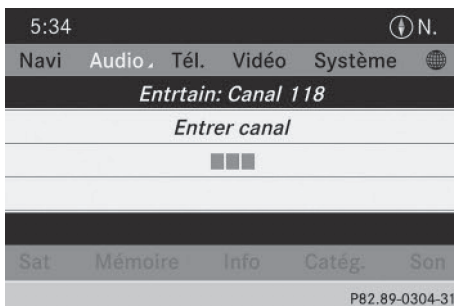 5:34 N.
Navi Audio Tél. Vidéo Système
Entrtain: Canal 118
Entrer canal
Sat Mémoire Info Catég. Son
P82.89-0304-31